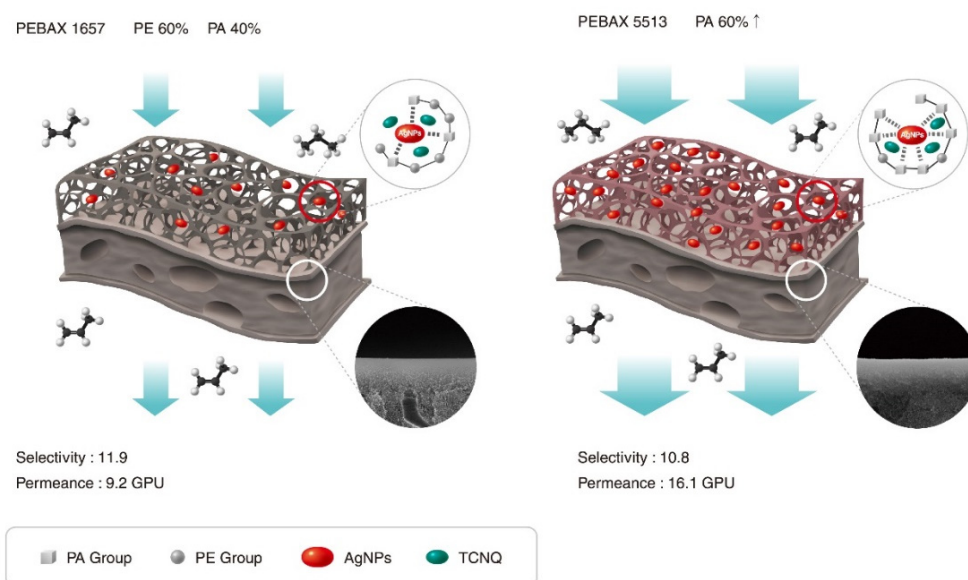 PEBAX 1657 PE 60% PA 40%
AgNPs
Selectivity : 11.9
Permeance : 9.2 GPU
PEBAX 5513 PA 60% ↑
AgNPs
Selectivity : 10.8
Permeance : 16.1 GPU
PA Group PE Group AgNPs TCNQ